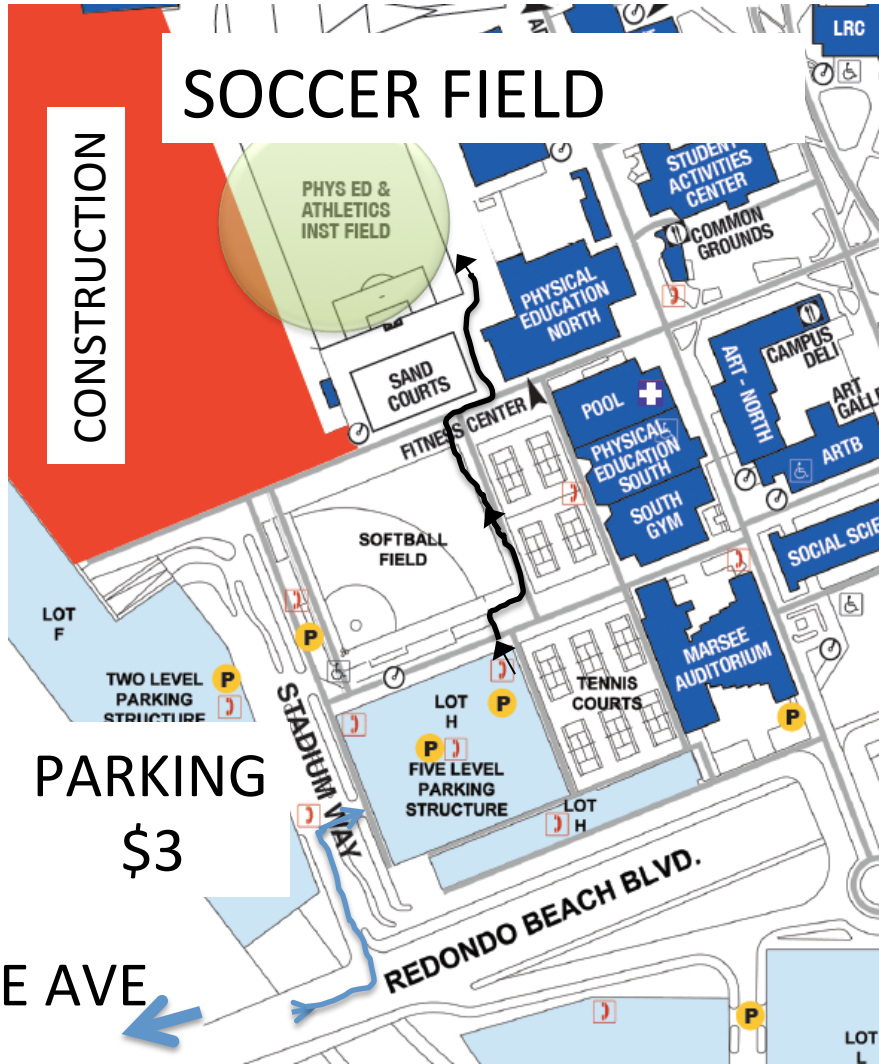 LRC
SOCCER FIELD
CONSTRUCTION
STUDENT
ACTIVITIES
CENTER
PHYS ED &
ATHLETICS
INST FIELD
COMMON
GROUNDS
PHYSICAL
EDUCATION
NORTH
SAND
COURTS
FITNESS CENTER
POOL
PHYSICAL
EDUCATION
SOUTH
SOUTH
GYM
ART - NORTH
CAMPUS
DELI
ART
ARTB
SOCIAL
SOFTBALL
FIELD
LOT
F
P
TWO LEVEL
PARKING
STRUCTURE
P
STADIUM WAY
LOT
H
P
P
FIVE LEVEL
PARKING
STRUCTURE
TENNIS
COURTS
MARSEE
AUDITORIUM
P
PARKING
$3
LOT
H
REDONDO BEACH BLVD.
E AVE
P
LOT
L